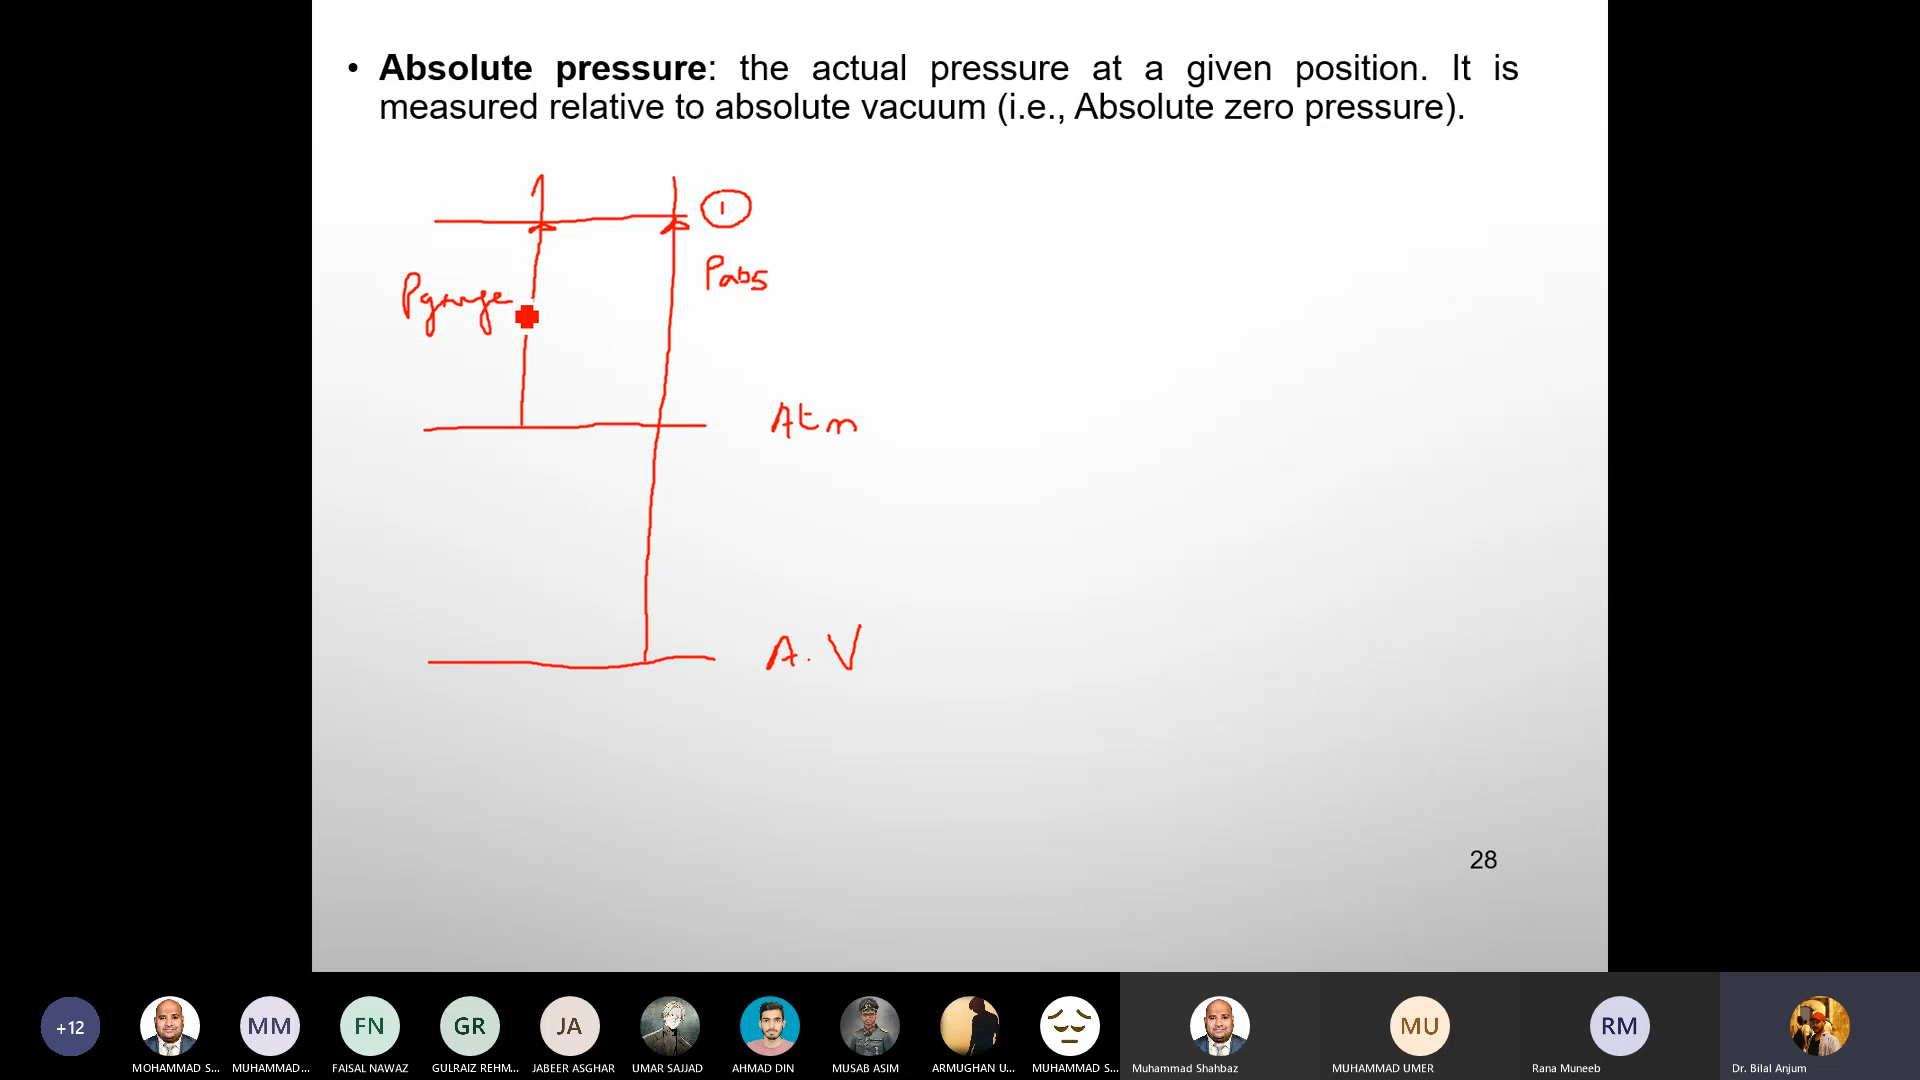 • Absolute pressure: the actual pressure at a given position. It is
measured relative to absolute vacuum (i.e., Absolute zero pressure).
1
Pabs
Pgauge
Atm
A.V
28
+12
MM
FN
GR
JA
MU
RM
MOHAMMAD S...
MUHAMMAD...
FAISAL NAWAZ
GULRAIZ REHM...
JABEER ASGHAR
UMAR SAJJAD
AHMAD DIN
MUSAB ASIM
ARMUGHAN U...
MUHAMMAD S...
Muhammad Shahbaz
MUHAMMAD UMER
Rana Muneeb
Dr. Bilal Anjum